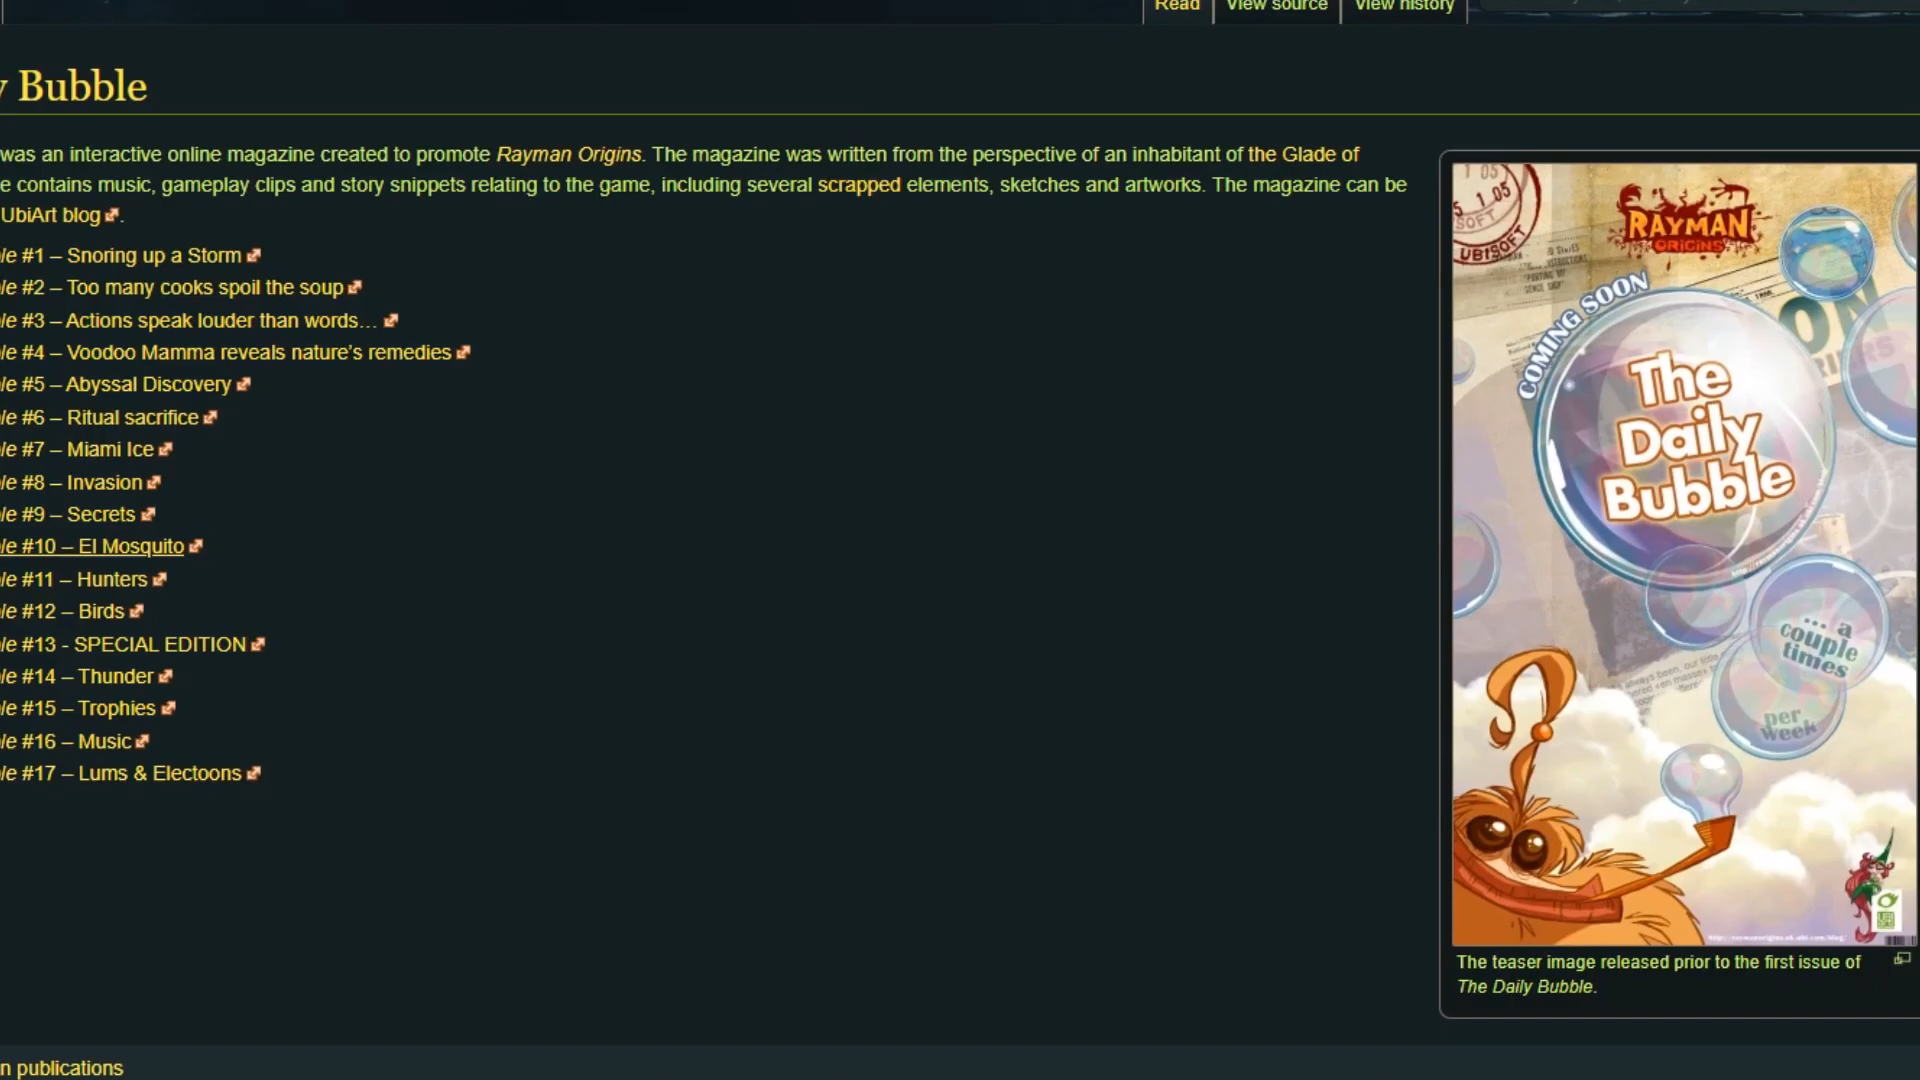 Read
View source
View history
y Bubble
was an interactive online magazine created to promote Rayman Origins. The magazine was written from the perspective of an inhabitant of the Glade of
e contains music, gameplay clips and story snippets relating to the game, including several scrapped elements, sketches and artworks. The magazine can be
UbiArt blog.
le #1 – Snoring up a Storm
le #2 – Too many cooks spoil the soup
le #3 – Actions speak louder than words…
le #4 – Voodoo Mamma reveals nature’s remedies
le #5 – Abyssal Discovery
le #6 – Ritual sacrifice
le #7 – Miami Ice
le #8 – Invasion
le #9 – Secrets
le #10 – El Mosquito
le #11 – Hunters
le #12 – Birds
le #13 - SPECIAL EDITION
le #14 – Thunder
le #15 – Trophies
le #16 – Music
le #17 – Lums & Electoons
1 05
5 1 05
SOFT
UBISOFT
RAYMAN
ORIGINS
COMING SOON
ON
The
Daily
Bubble
... a
couple
times
per
week
The teaser image released prior to the first issue of
The Daily Bubble.
n publications